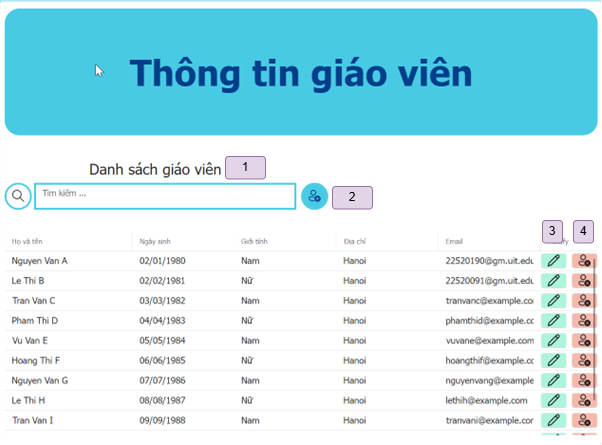 Thông tin giáo viên
Danh sách giáo viên 1
Tìm kiếm ... 2
3 4
Họ và tên Ngày sinh Giới tính Địa chỉ Email
Nguyen Van A 02/01/1980 Nam Hanoi 22520190@gm.uit.edu
Le Thi B 02/02/1981 Nữ Hanoi 22520091@gm.uit.edu
Tran Van C 03/03/1982 Nam Hanoi tranvanc@example.com
Pham Thi D 04/04/1983 Nữ Hanoi phamthid@example.c
Vu Van E 05/05/1984 Nam Hanoi vuvane@example.com
Hoang Thi F 06/06/1985 Nữ Hanoi hoangthif@example.cc
Nguyen Van G 07/07/1986 Nam Hanoi nguyenvang@example
Le Thi H 08/08/1987 Nữ Hanoi lethih@example.com
Tran Van I 09/09/1988 Nam Hanoi tranvani@example.cor